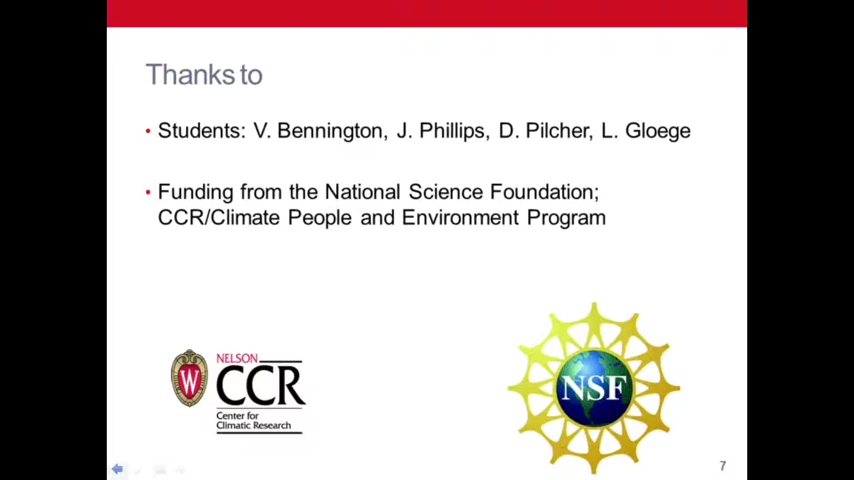 Thanks to
• Students: V. Bennington, J. Phillips, D. Pilcher, L. Gloege
• Funding from the National Science Foundation;
CCR/Climate People and Environment Program
W
NELSON
CCR
Center for
Climatic Research
NSF
7